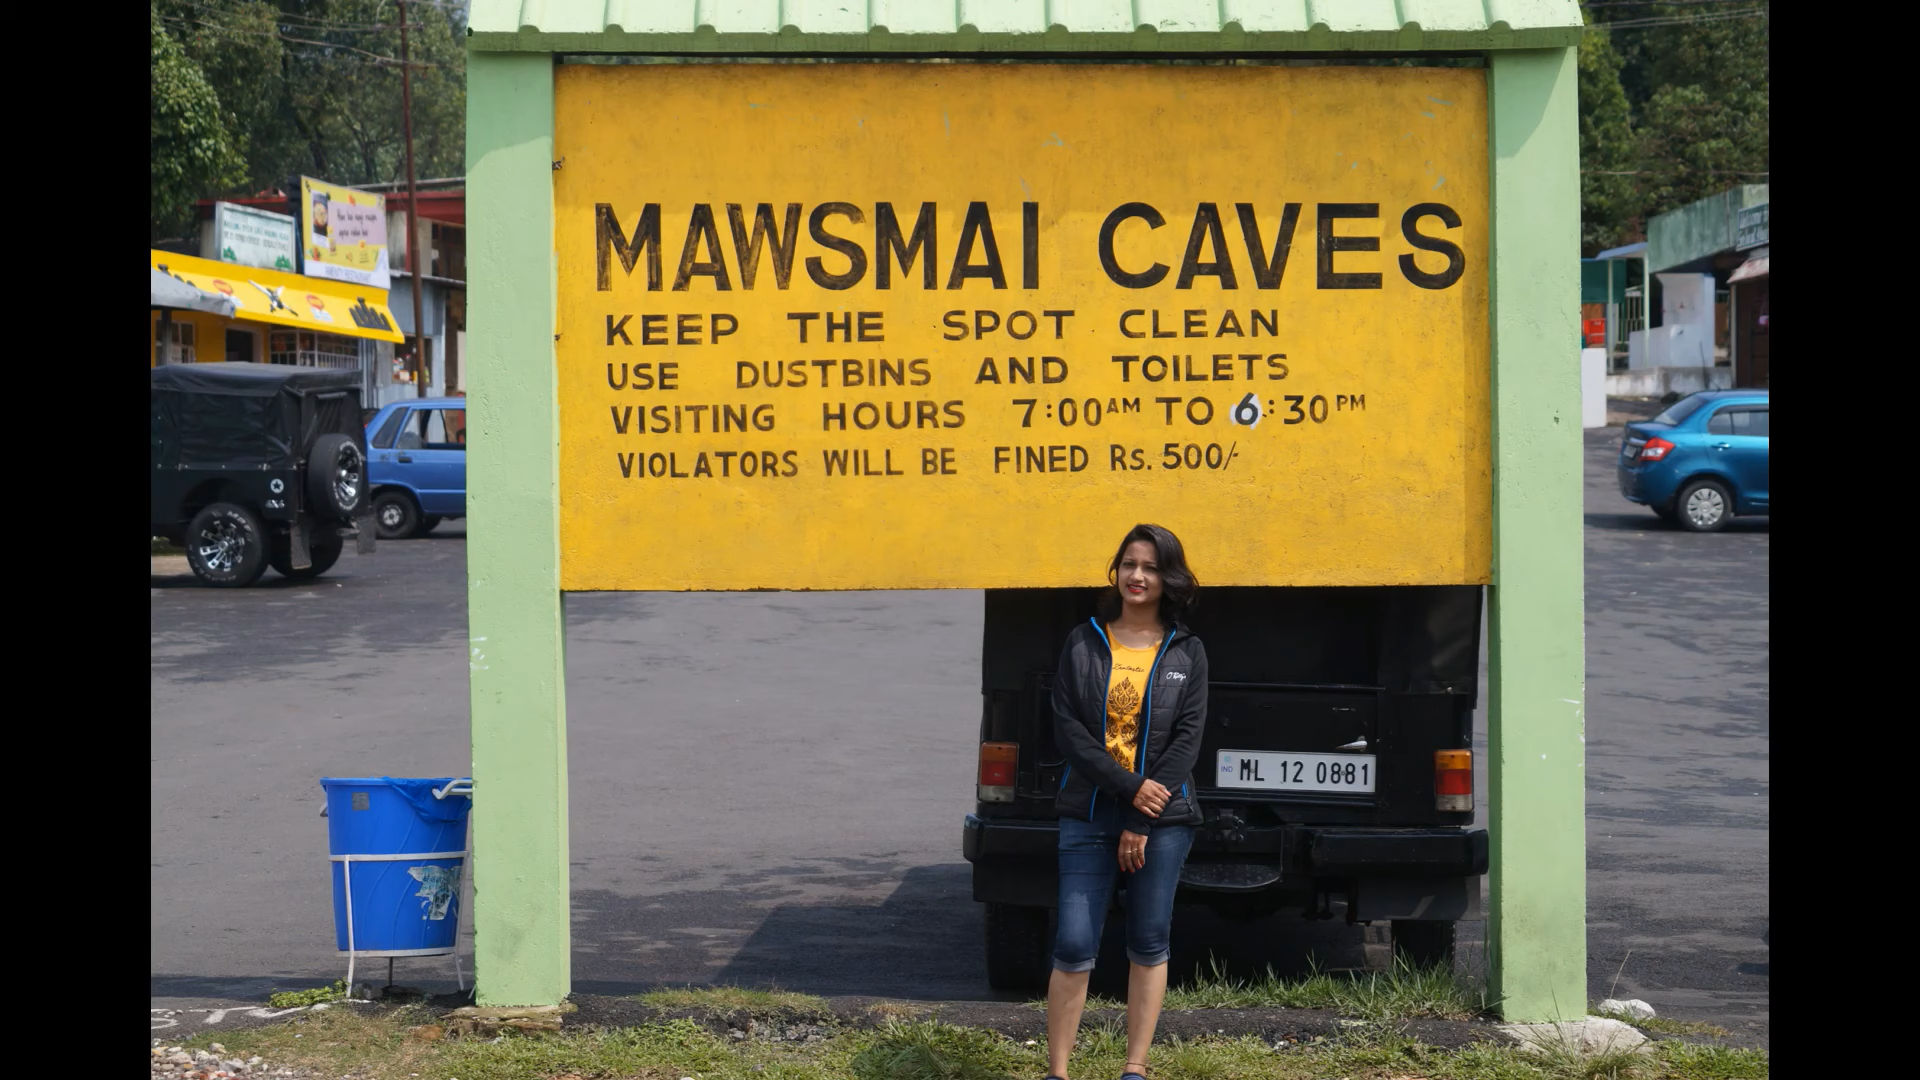 MAWSMAI CAVES
KEEP THE SPOT CLEAN
USE DUSTBINS AND TOILETS
VISITING HOURS 7:00AM TO 6:30PM
VIOLATORS WILL BE FINED Rs. 500/-
IND ML 12 0881